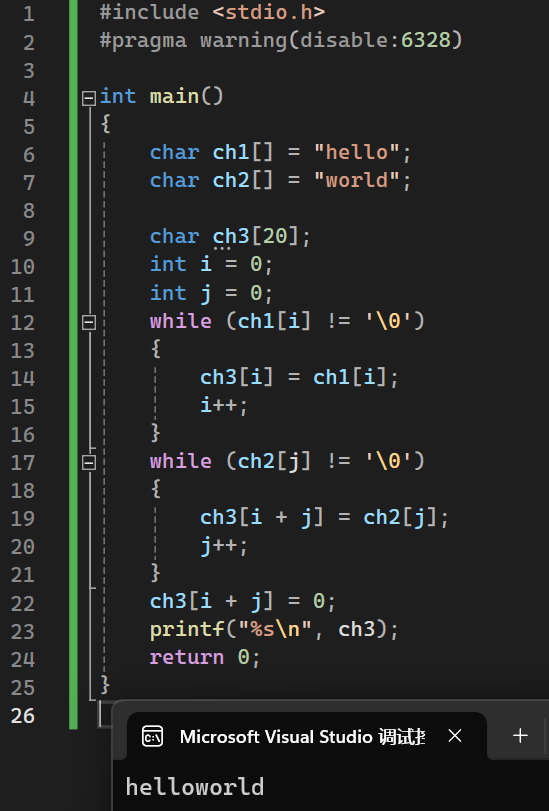 1 #include <stdio.h>
2 #pragma warning(disable:6328)
3
4 int main()
5 {
6 char ch1[] = "hello";
7 char ch2[] = "world";
8
9 char ch3[20];
10 int i = 0;
11 int j = 0;
12 while (ch1[i] != '\0')
13 {
14 ch3[i] = ch1[i];
15 i++;
16 }
17 while (ch2[j] != '\0')
18 {
19 ch3[i + j] = ch2[j];
20 j++;
21 }
22 ch3[i + j] = 0;
23 printf("%s\n", ch3);
24 return 0;
25 }
26
C:\ Microsoft Visual Studio 调试
helloworld